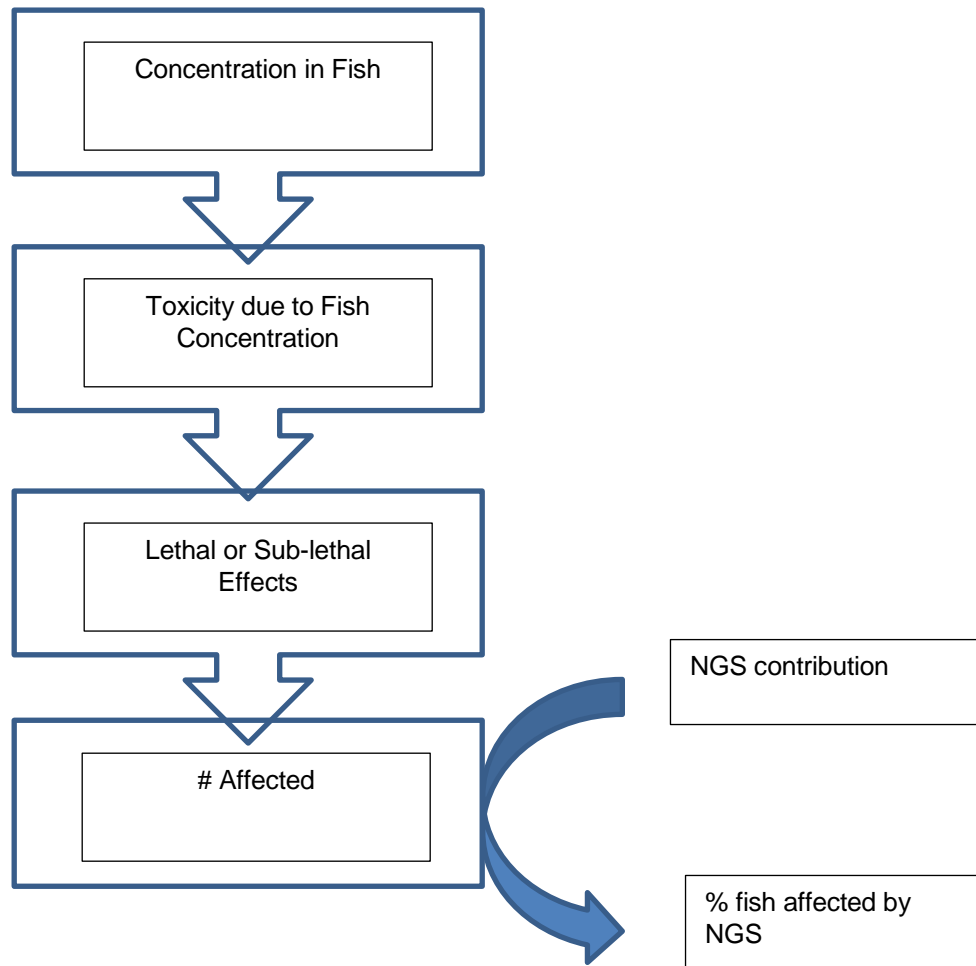 Concentration in Fish
Toxicity due to Fish
Concentration
Lethal or Sub-lethal
Effects
NGS contribution
# Affected
% fish affected by
NGS